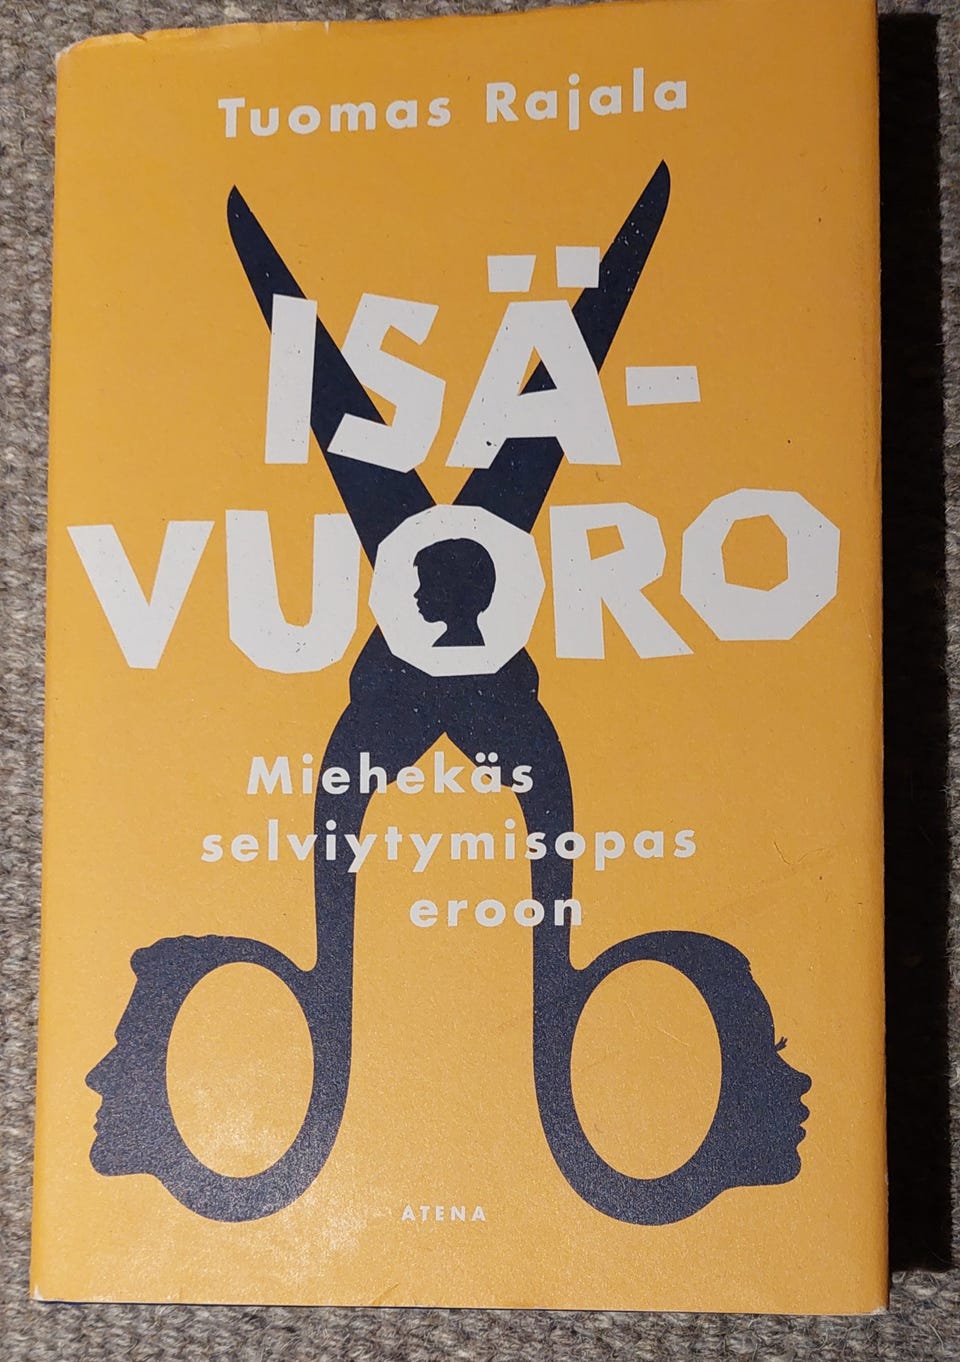 Tuomas Rajala
ISÄ-
VUORO
Miehekäs
selviytymisopas
eroon
ATENA